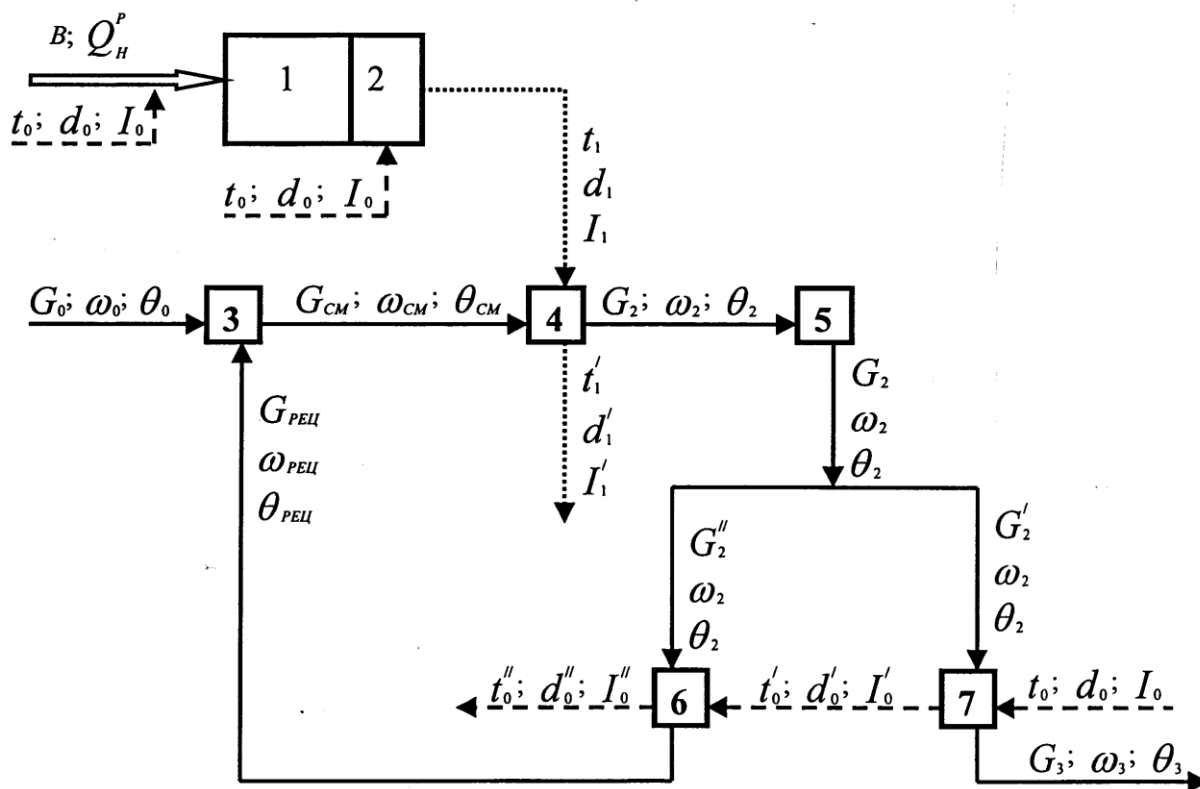 B; Q_H^P
1 2
t₀; d₀; I₀
t₀; d₀; I₀
t₁
d₁
I₁
G₀; ω₀; θ₀
3
G_СМ; ω_СМ; θ_СМ
4
G₂; ω₂; θ₂
5
t₁′
d₁′
I₁′
G₂
ω₂
θ₂
G_РЕЦ
ω_РЕЦ
θ_РЕЦ
G₂″
ω₂
θ₂
G₂′
ω₂
θ₂
t₀″; d₀″; I₀″
6
t₀′; d₀′; I₀′
7
t₀; d₀; I₀
G₃; ω₃; θ₃